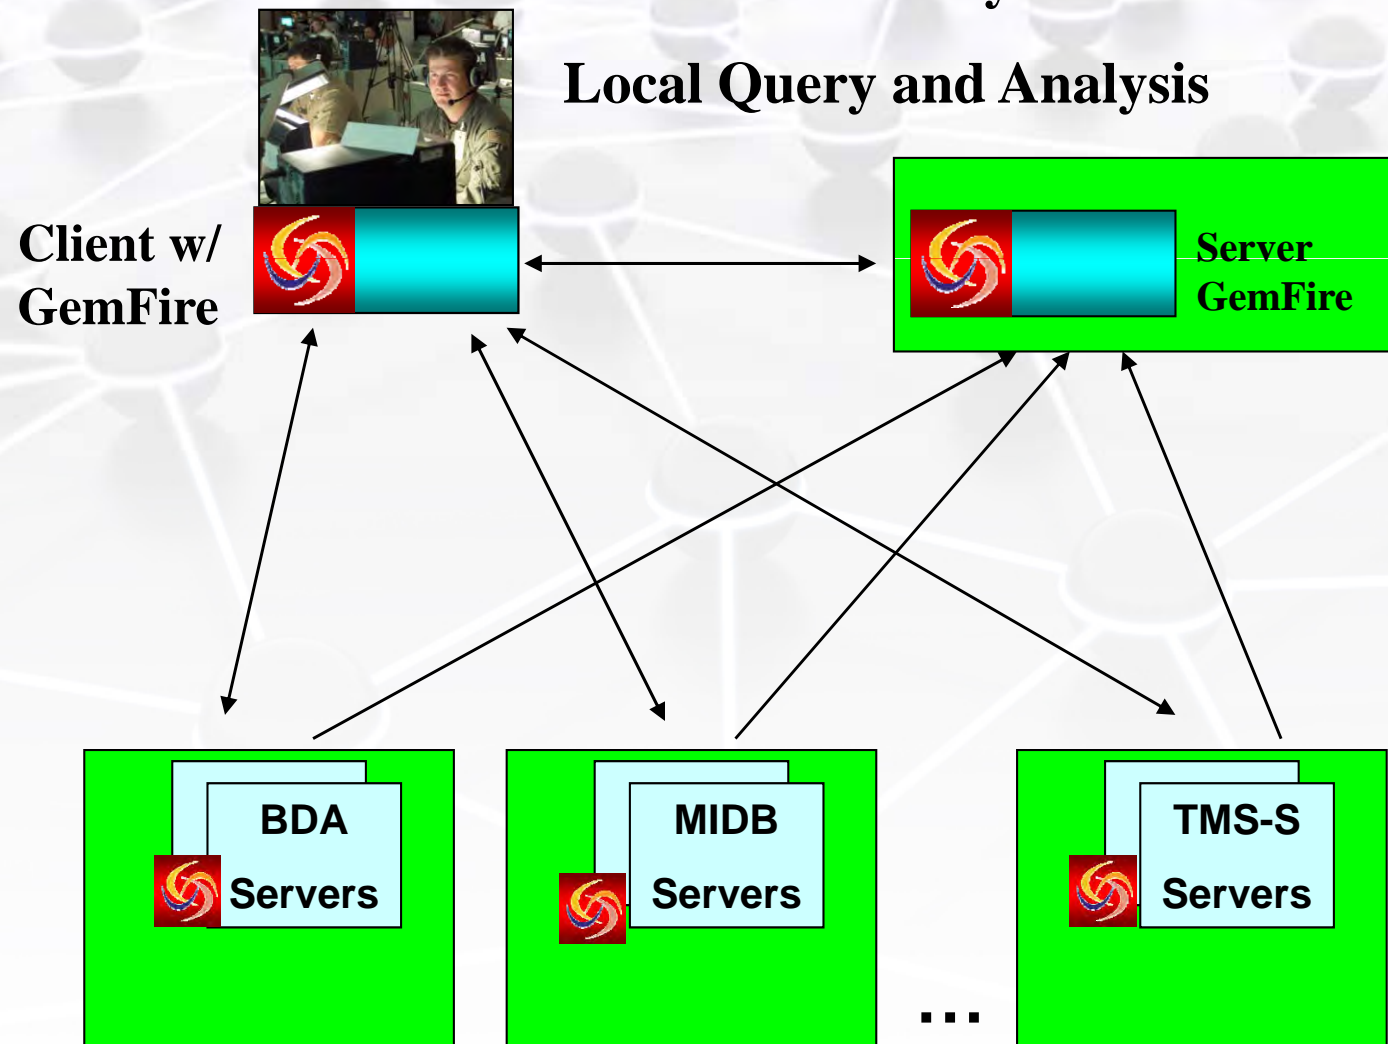 Local Query and Analysis
Client w/
GemFire
Server
GemFire
BDA
Servers
MIDB
Servers
TMS-S
Servers
...